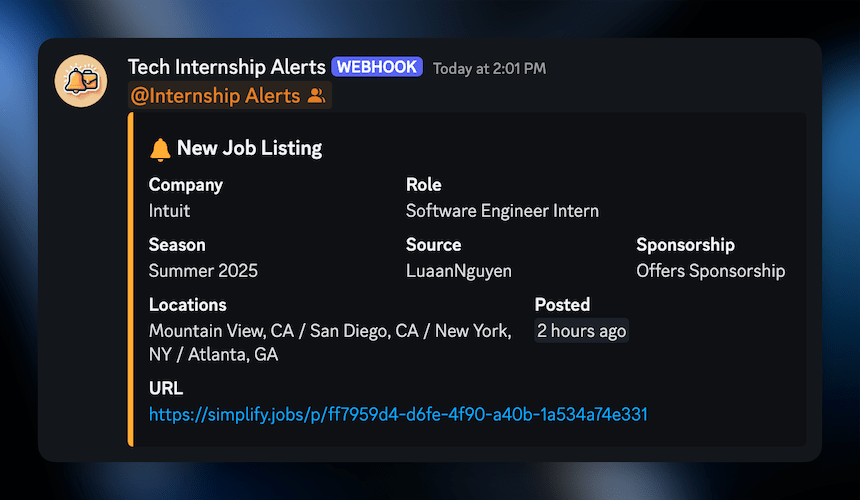 Tech Internship Alerts WEBHOOK Today at 2:01 PM
@Internship Alerts
New Job Listing
Company Role
Intuit Software Engineer Intern
Season Source Sponsorship
Summer 2025 LuaanNguyen Offers Sponsorship
Locations Posted
Mountain View, CA / San Diego, CA / New York, 2 hours ago
NY / Atlanta, GA
URL
https://simplify.jobs/p/ff7959d4-d6fe-4f90-a40b-1a534a74e331